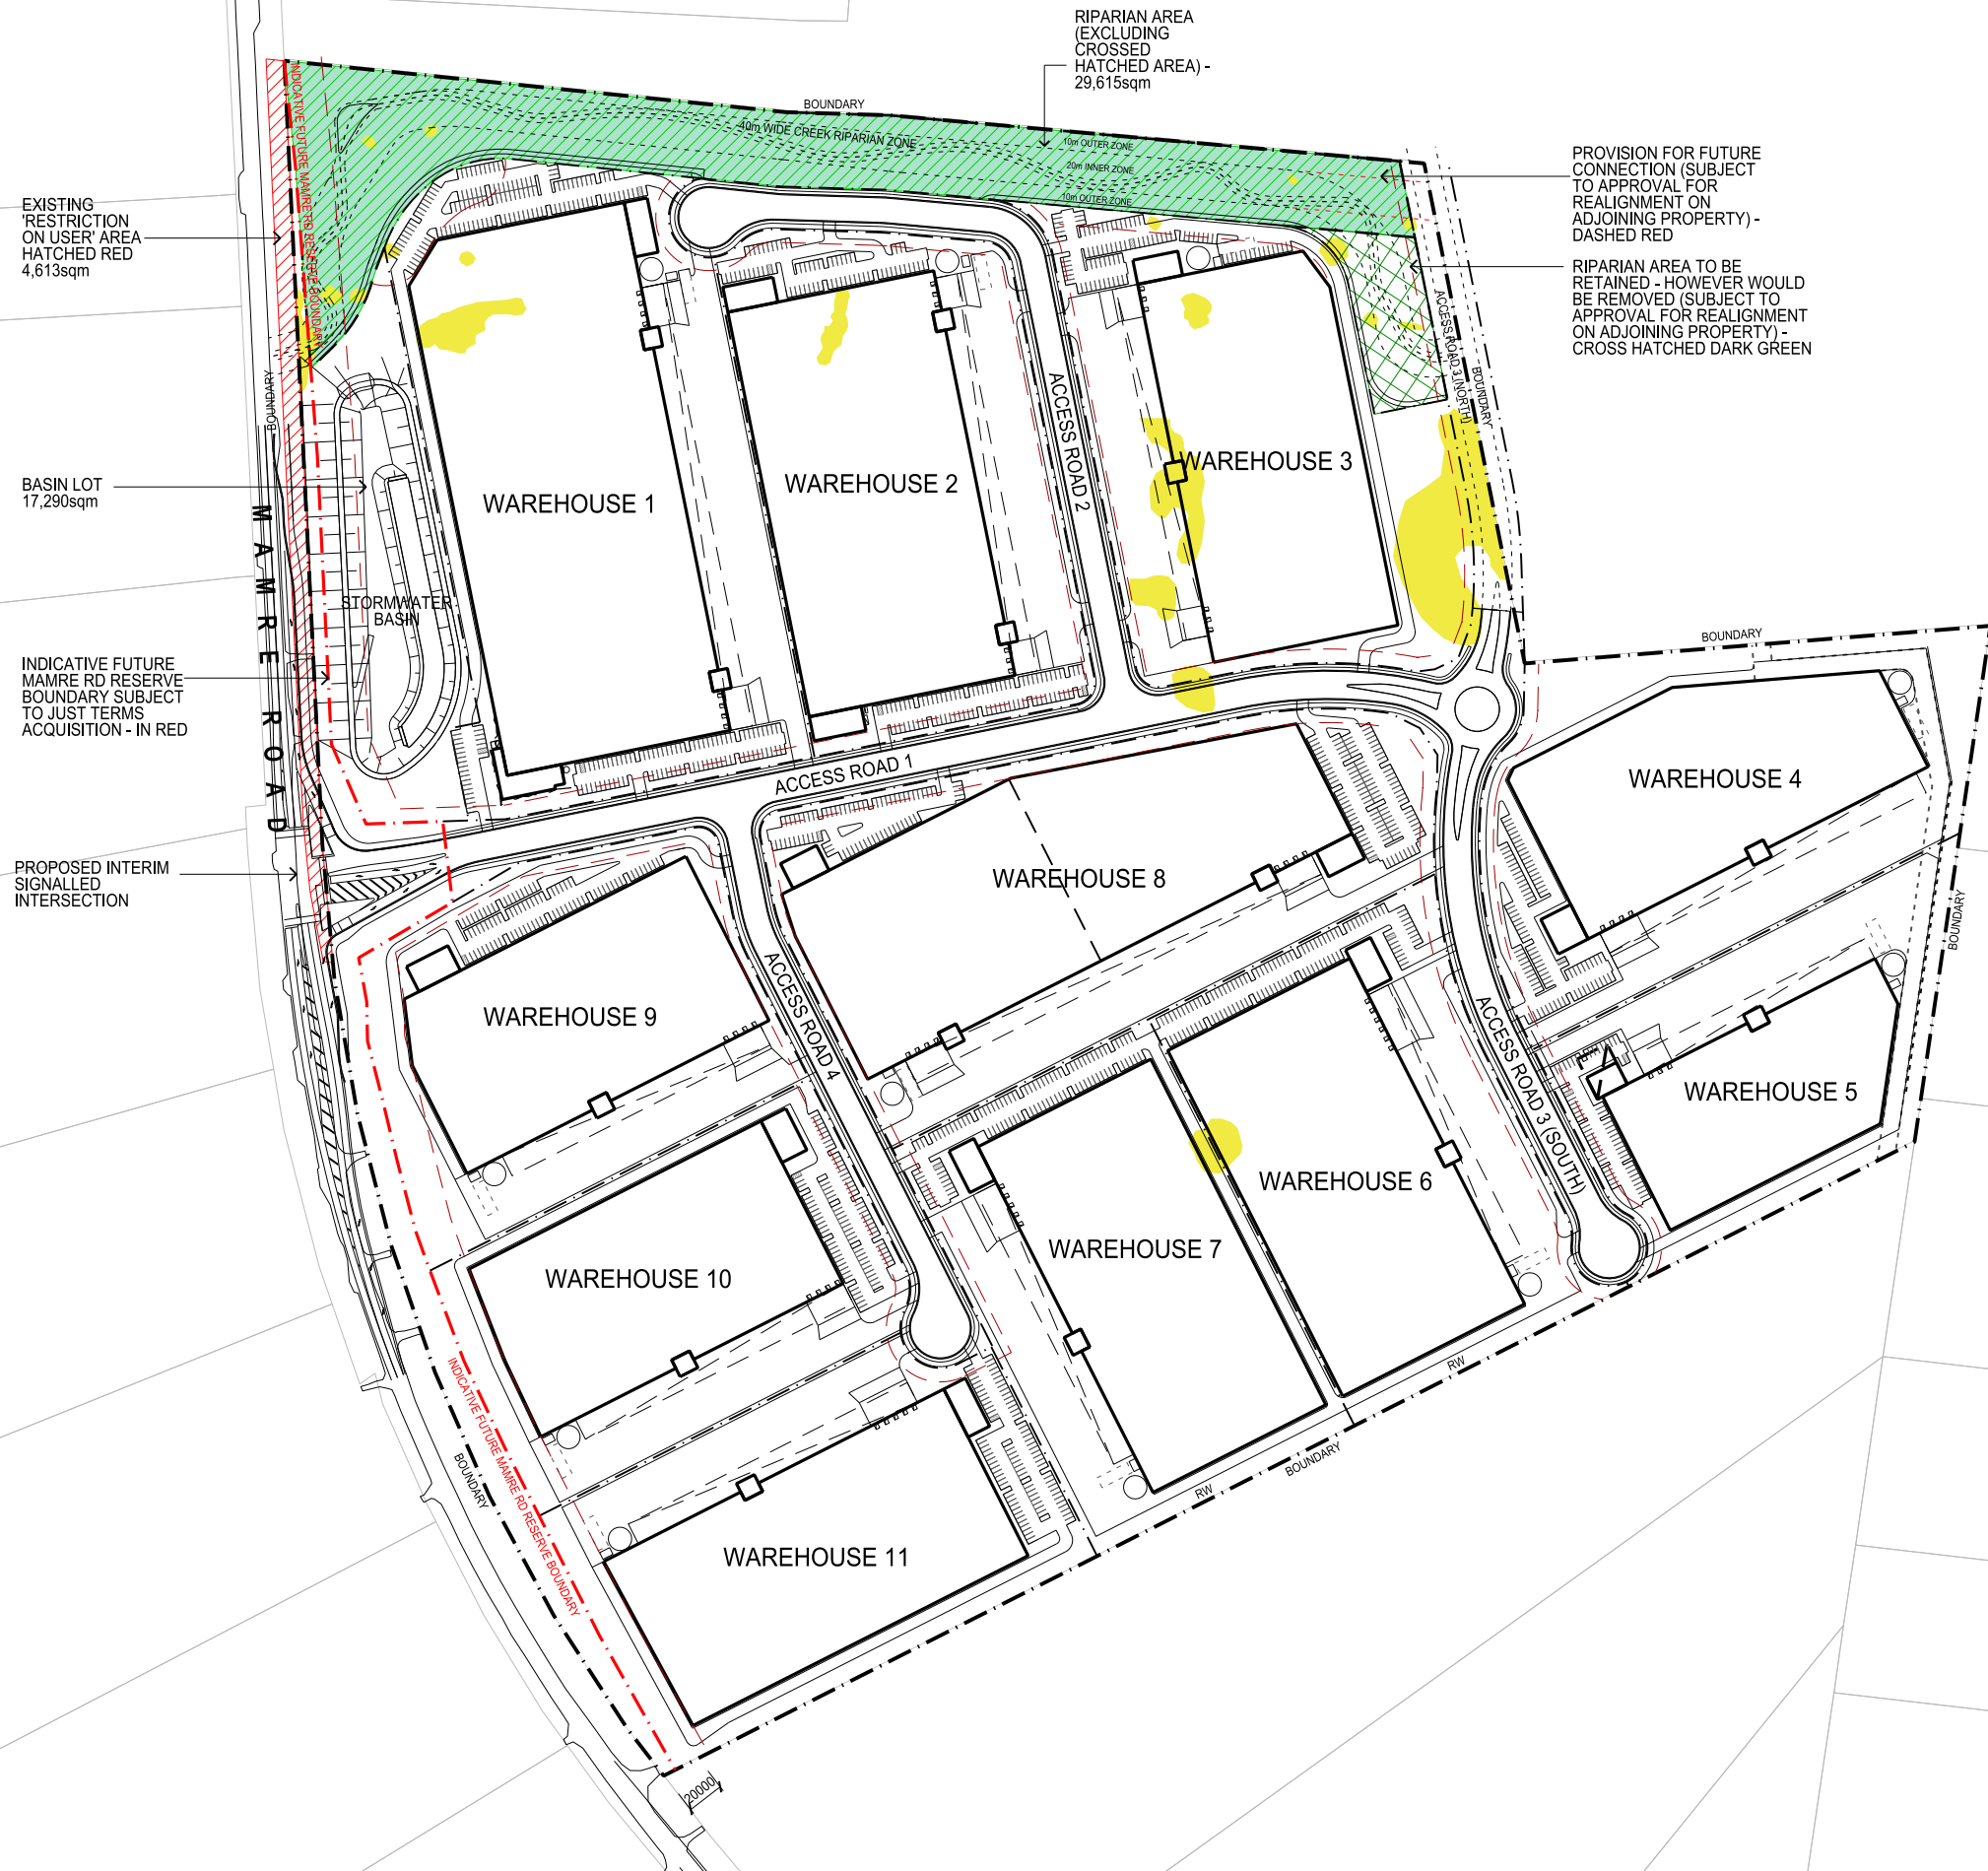 RIPARIAN AREA
(EXCLUDING
CROSSED
HATCHED AREA) -
29,615sqm
BOUNDARY
40m WIDE CREEK RIPARIAN ZONE
10m OUTER ZONE
20m INNER ZONE
10m OUTER ZONE
PROVISION FOR FUTURE
CONNECTION (SUBJECT
TO APPROVAL FOR
REALIGNMENT ON
ADJOINING PROPERTY) -
DASHED RED
RIPARIAN AREA TO BE
RETAINED - HOWEVER WOULD
BE REMOVED (SUBJECT TO
APPROVAL FOR REALIGNMENT
ON ADJOINING PROPERTY) -
CROSS HATCHED DARK GREEN
EXISTING
'RESTRICTION
ON USER' AREA
HATCHED RED
4,613sqm
INDICATIVE FUTURE MAMRE RD RESERVE BOUNDARY
BOUNDARY
BASIN LOT
17,290sqm
MAMRE ROAD
STORMWATER
BASIN
INDICATIVE FUTURE
MAMRE RD RESERVE
BOUNDARY SUBJECT
TO JUST TERMS
ACQUISITION - IN RED
PROPOSED INTERIM
SIGNALLED
INTERSECTION
WAREHOUSE 1
WAREHOUSE 2
ACCESS ROAD 2
WAREHOUSE 3
ACCESS ROAD 3 (NORTH)
BOUNDARY
BOUNDARY
ACCESS ROAD 1
WAREHOUSE 4
WAREHOUSE 8
BOUNDARY
WAREHOUSE 9
ACCESS ROAD 4
ACCESS ROAD 3 (SOUTH)
WAREHOUSE 5
WAREHOUSE 6
WAREHOUSE 7
WAREHOUSE 10
RW
BOUNDARY
RW
INDICATIVE FUTURE MAMRE RD RESERVE BOUNDARY
BOUNDARY
WAREHOUSE 11
20000